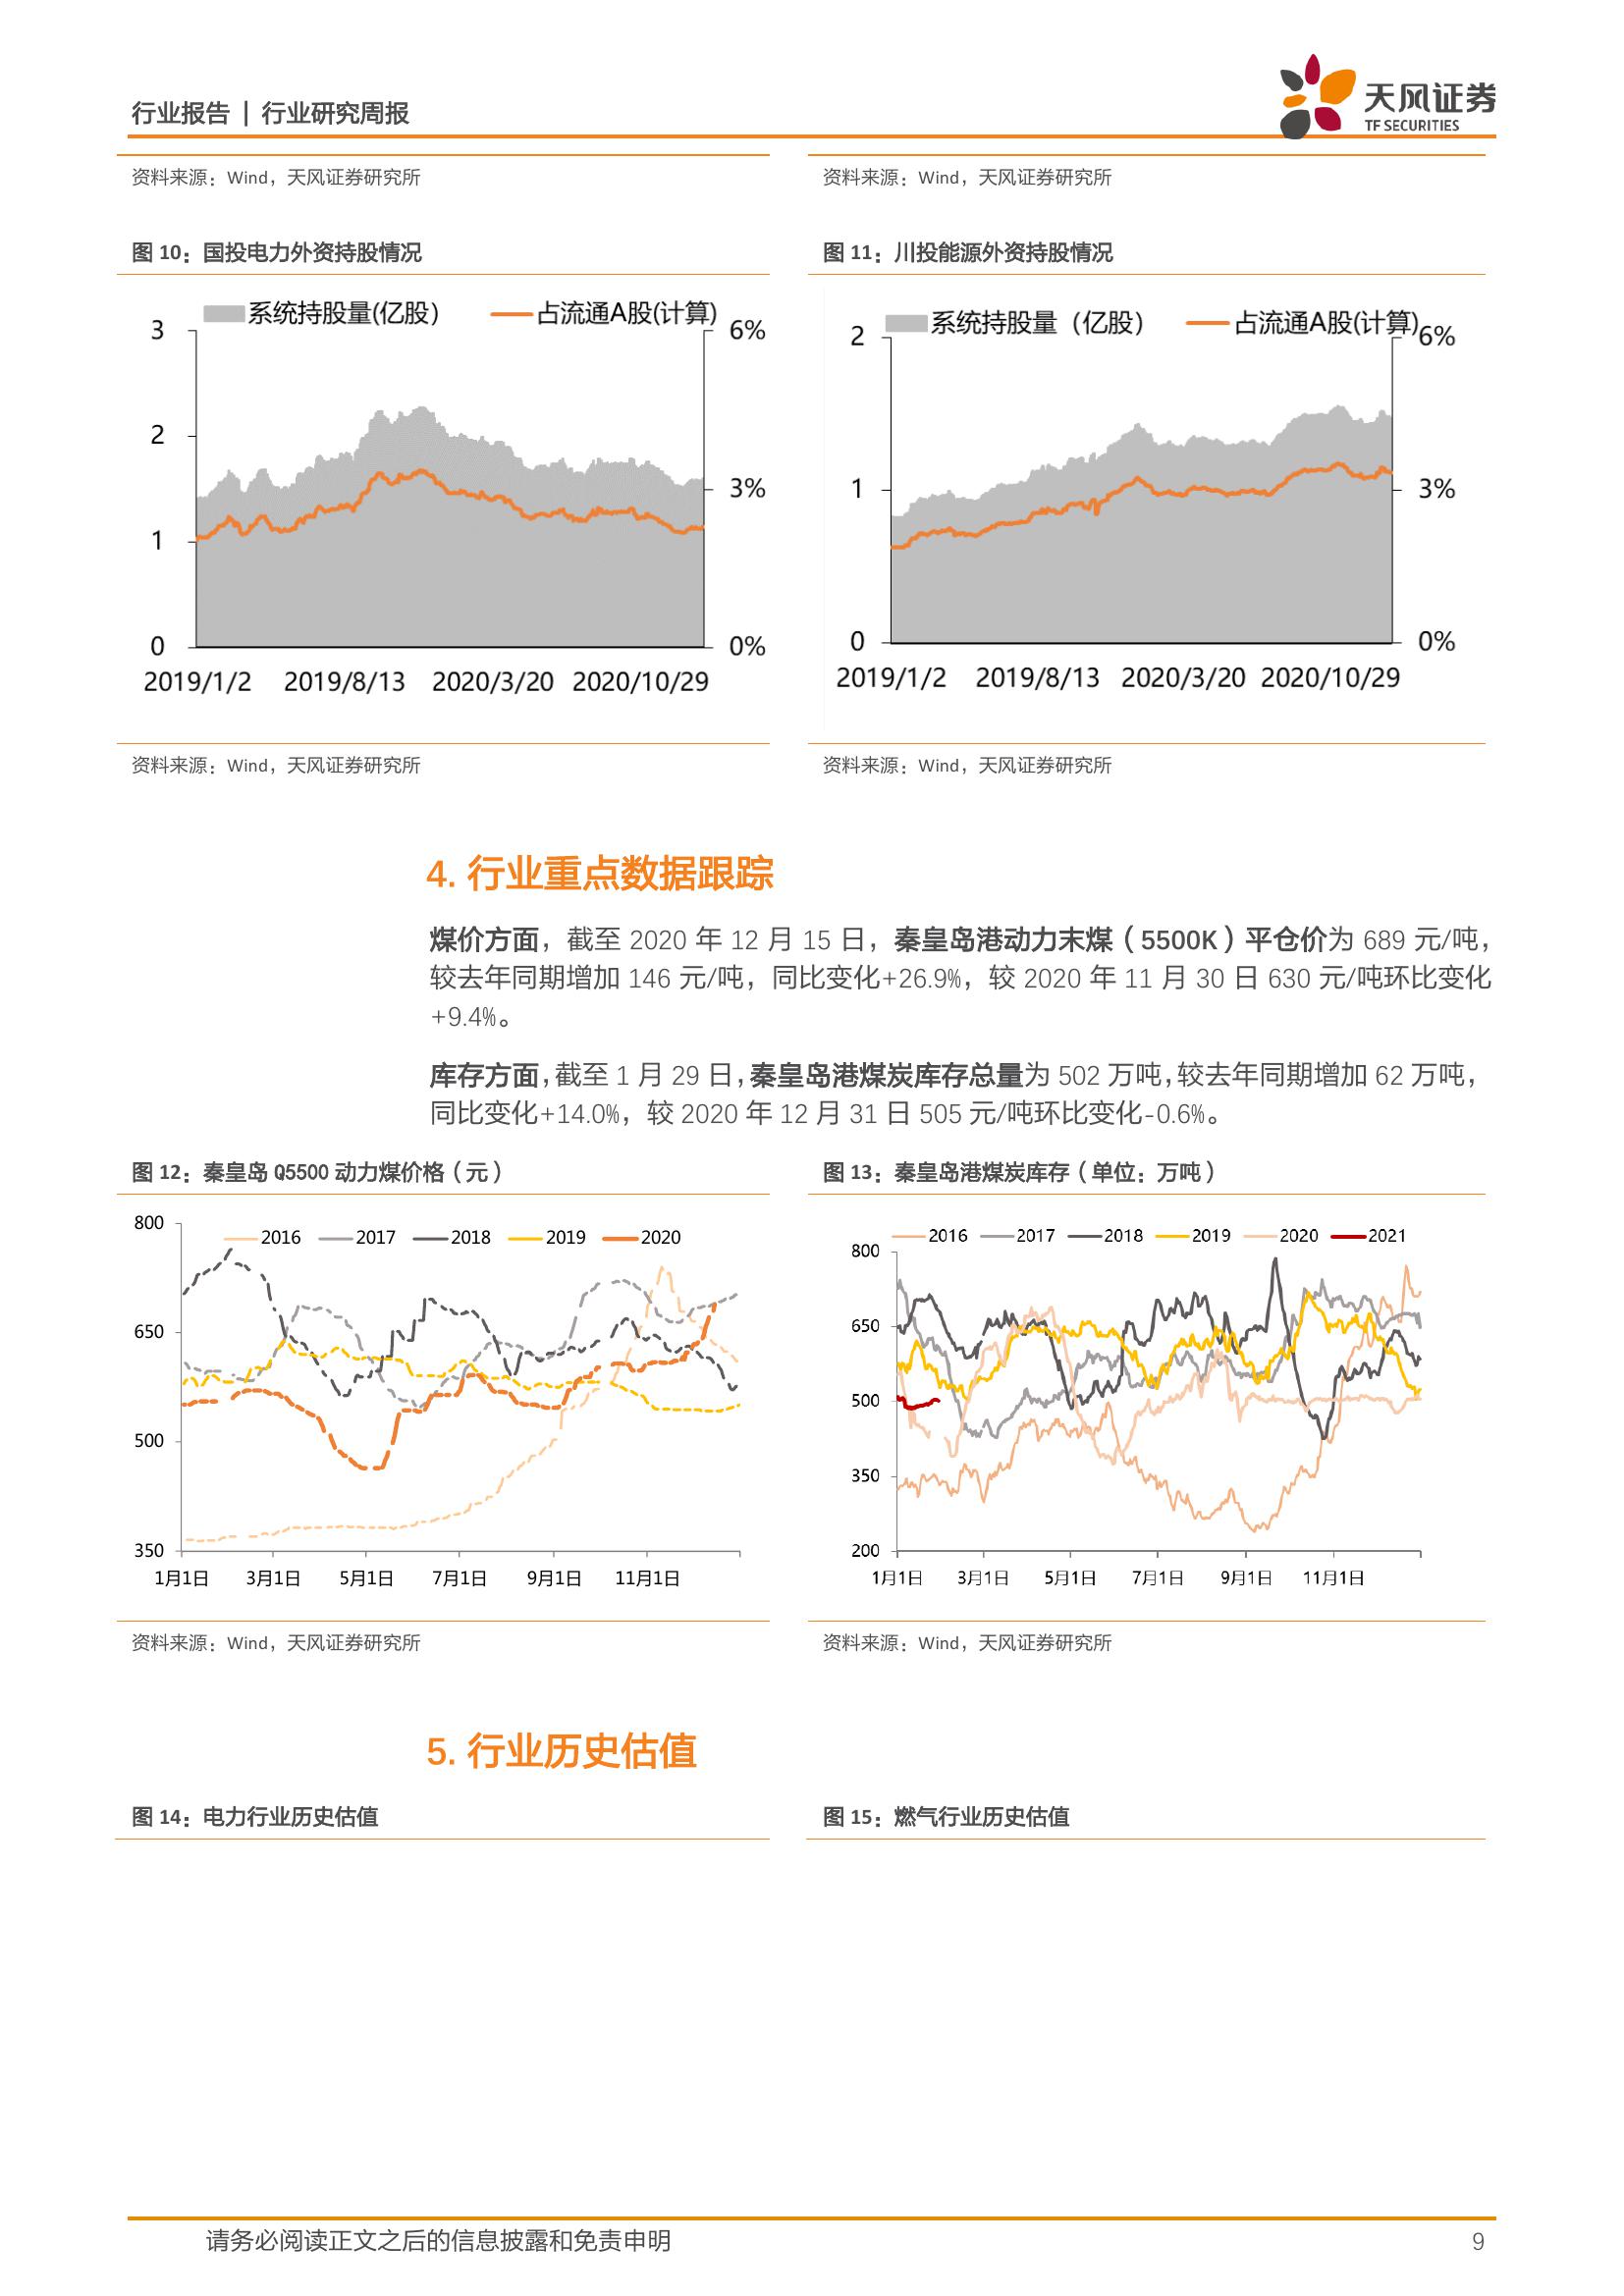 行业报告 | 行业研究周报
天风证券
TF SECURITIES
资料来源：Wind，天风证券研究所
资料来源：Wind，天风证券研究所
图 10：国投电力外资持股情况
系统持股量(亿股）
占流通A股(计算)
3
2
1
0
6%
3%
0%
2019/1/2 2019/8/13 2020/3/20 2020/10/29
资料来源：Wind，天风证券研究所
图 11：川投能源外资持股情况
系统持股量（亿股）
占流通A股(计算)
2
1
0
6%
3%
0%
2019/1/2 2019/8/13 2020/3/20 2020/10/29
资料来源：Wind，天风证券研究所
4. 行业重点数据跟踪
煤价方面，截至 2020 年 12 月 15 日，秦皇岛港动力末煤（5500K）平仓价为 689 元/吨，
较去年同期增加 146 元/吨，同比变化+26.9%，较 2020 年 11 月 30 日 630 元/吨环比变化
+9.4%。
库存方面，截至 1 月 29 日，秦皇岛港煤炭库存总量为 502 万吨，较去年同期增加 62 万吨，
同比变化+14.0%，较 2020 年 12 月 31 日 505 元/吨环比变化-0.6%。
图 12：秦皇岛 Q5500 动力煤价格（元）
2016 2017 2018 2019 2020
800
650
500
350
1月1日 3月1日 5月1日 7月1日 9月1日 11月1日
资料来源：Wind，天风证券研究所
图 13：秦皇岛港煤炭库存（单位：万吨）
2016 2017 2018 2019 2020 2021
800
650
500
350
200
1月1日 3月1日 5月1日 7月1日 9月1日 11月1日
资料来源：Wind，天风证券研究所
5. 行业历史估值
图 14：电力行业历史估值
图 15：燃气行业历史估值
请务必阅读正文之后的信息披露和免责申明
9